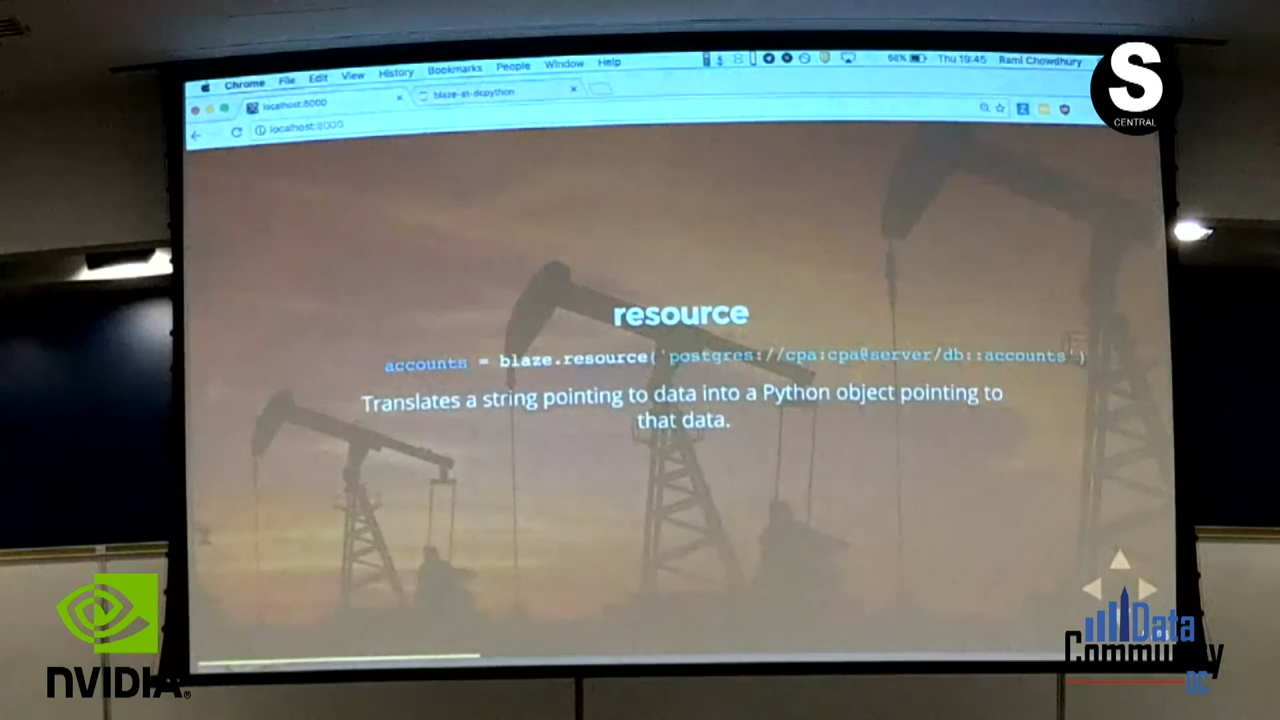 Chrome File Edit View History Bookmarks People Window Help 68% Thu 19:45 Rami Chowdhury
localhost:8000 blaze-at-dcpython
localhost:8000
S
CENTRAL
resource
accounts = blaze.resource('postgres://cpa:cpa@server/db::accounts')
Translates a string pointing to data into a Python object pointing to
that data.
NVIDIA®
Data
Community
DC